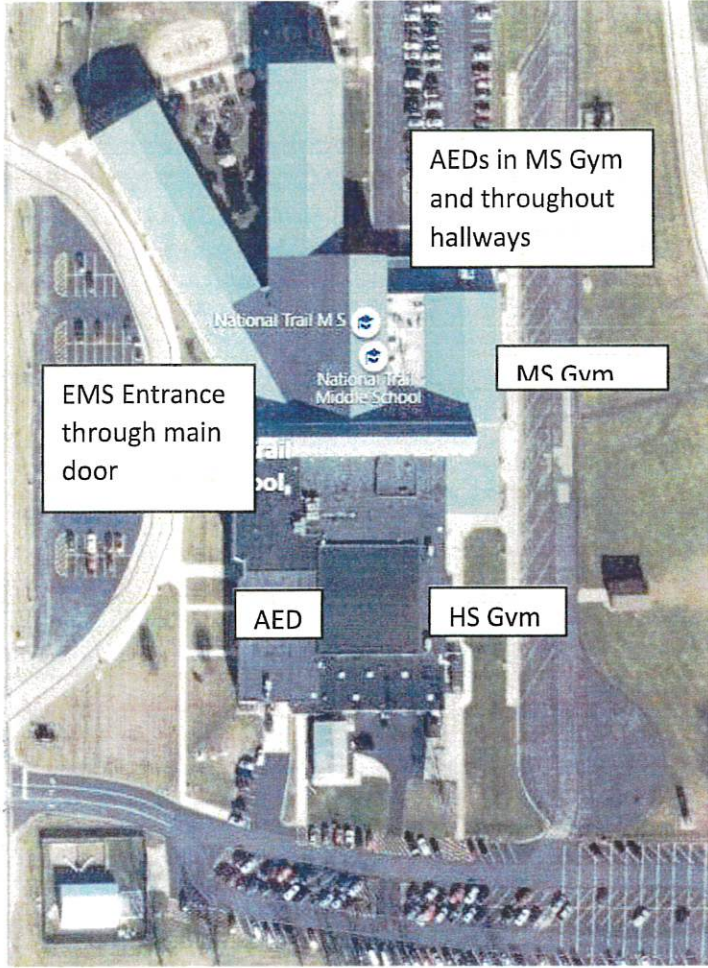 AEDs in MS Gym
and throughout
hallways
National Trail M S
National Trail
Middle School
MS Gym
EMS Entrance
through main
door
ool,
AED
HS Gym